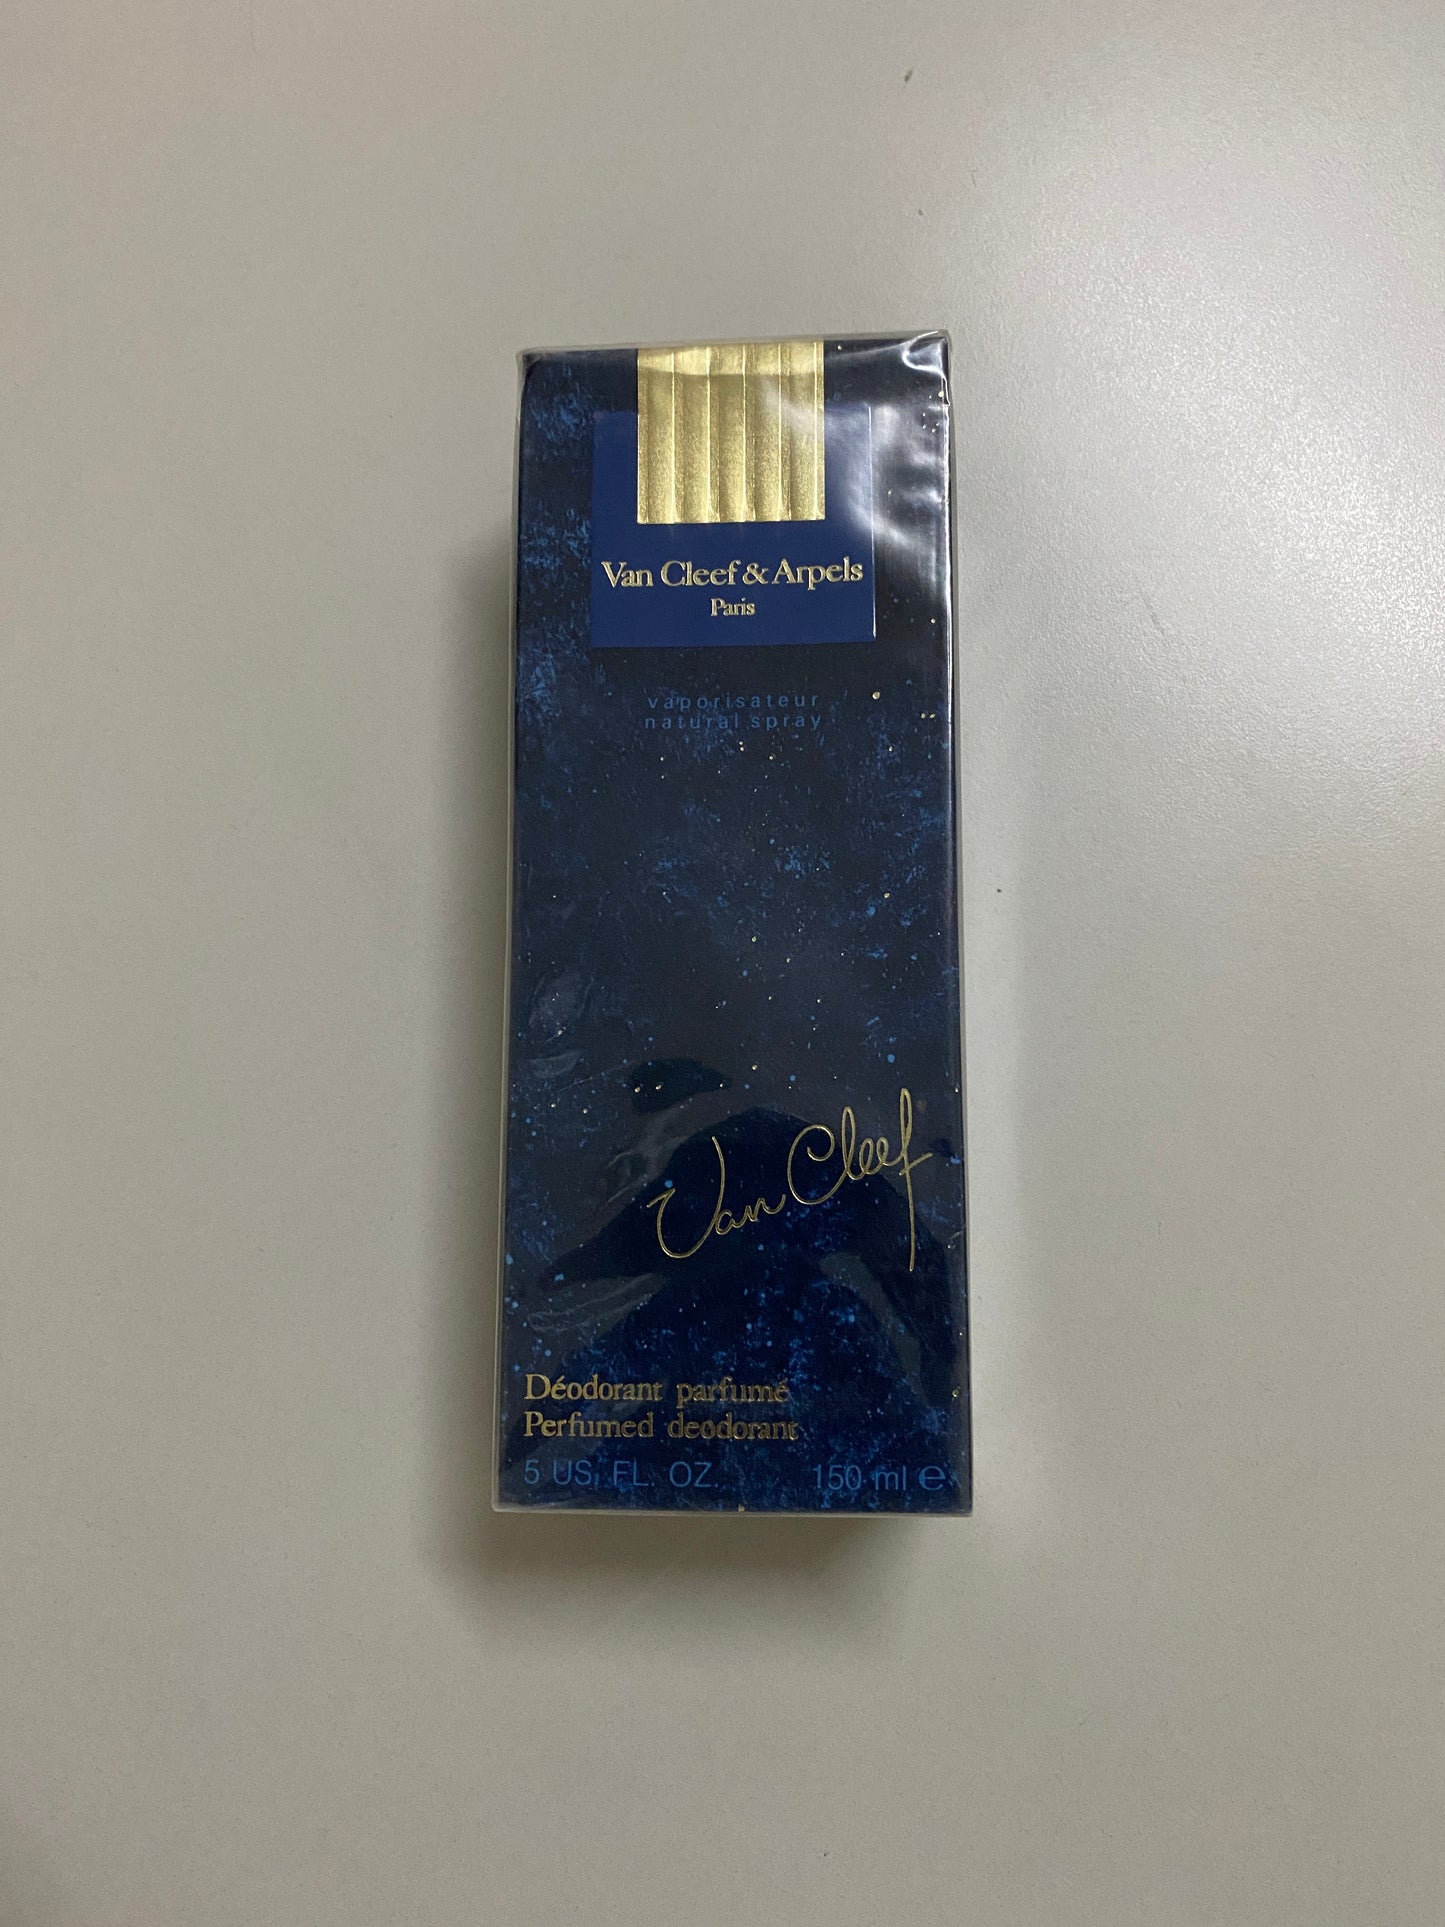 Van Cleef & Arpels
Paris
vaporisateur
natural spray
Van Cleef
Déodorant parfumé
Perfumed deodorant
5 US. FL. OZ. 150 ml ℮